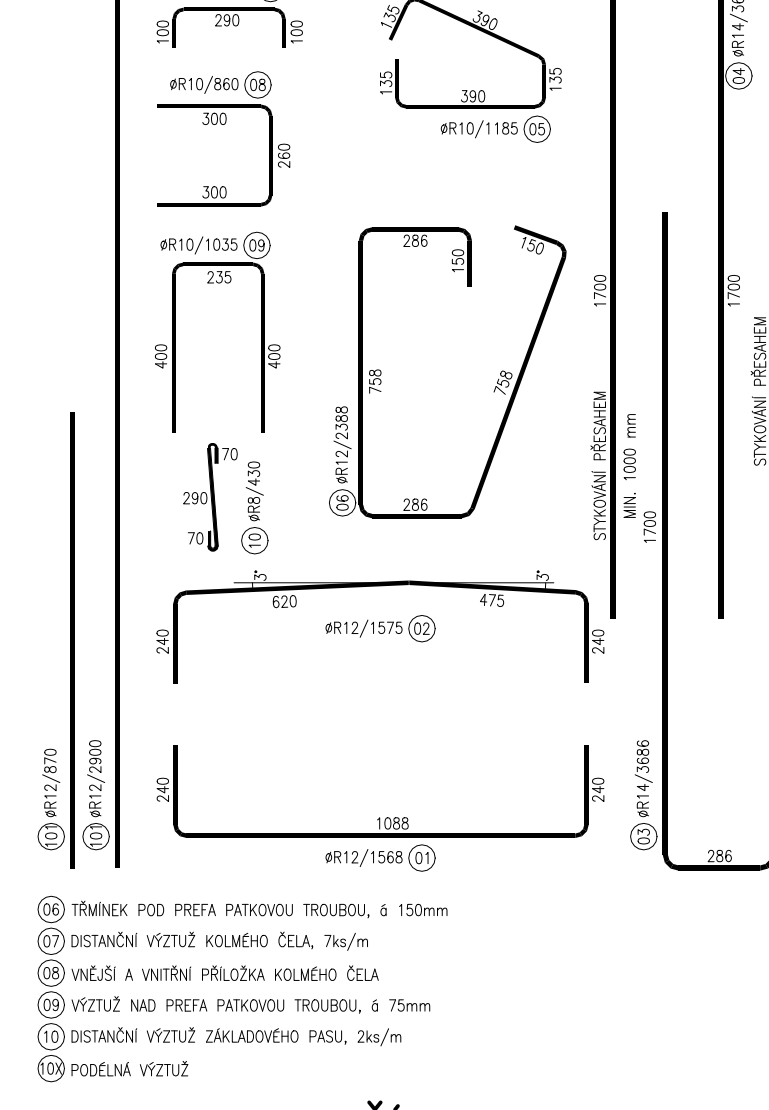 290
100
100
øR10/860 08
300
260
300
øR10/1035 09
235
400
400
70
290
70
10 øR8/430
135
390
135
135
390
øR10/1185 05
286
150
150
758
758
286
06 øR12/2388
1700
STYKOVÁNÍ PŘESAHEM
MIN. 1000 mm
1700
1700
STYKOVÁNÍ PŘESAHEM
3°
3°
620
475
øR12/1575 02
240
240
240
240
1088
øR12/1568 01
101 øR12/870
101 øR12/2900
03 øR14/3686
286
06 TŘMÍNEK POD PREFA PATKOVOU TROUBOU, á 150mm
07 DISTANČNÍ VÝZTUŽ KOLMÉHO ČELA, 7ks/m
08 VNĚJŠÍ A VNITŘNÍ PŘÍLOŽKA KOLMÉHO ČELA
09 VÝZTUŽ NAD PREFA PATKOVOU TROUBOU, á 75mm
10 DISTANČNÍ VÝZTUŽ ZÁKLADOVÉHO PASU, 2ks/m
10X PODÉLNÁ VÝZTUŽ